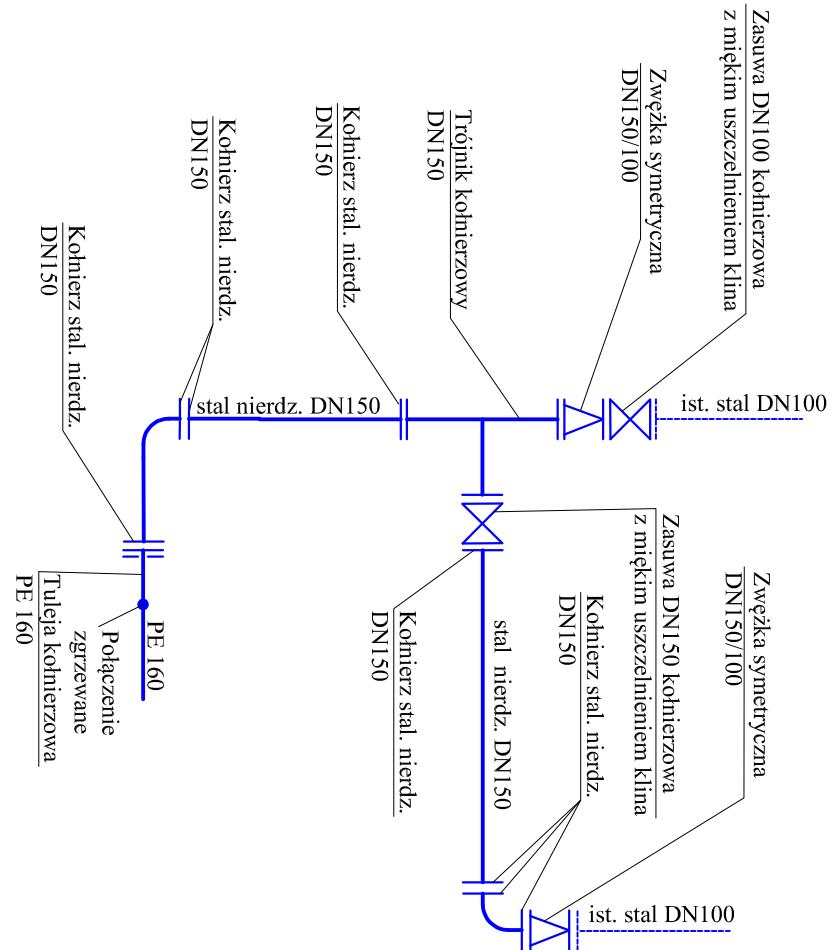 Zasuwa DN100 kołnierzowa
z miękim uszczelnieniem klina
Zwężka symetryczna
DN150/100
Trójnik kołnierzowy
DN150
Kołnierz stal. nierdz.
DN150
Kołnierz stal. nierdz.
DN150
Kołnierz stal. nierdz.
DN150
stal nierdz. DN150
ist. stal DN100
Zasuwa DN150 kołnierzowa
z miękim uszczelnieniem klina
Zwężka symetryczna
DN150/100
Kołnierz stal. nierdz.
DN150
stal nierdz. DN150
Kołnierz stal. nierdz.
DN150
PE 160
Połączenie
zgrzewane
Tuleja kołnierzowa
PE 160
ist. stal DN100